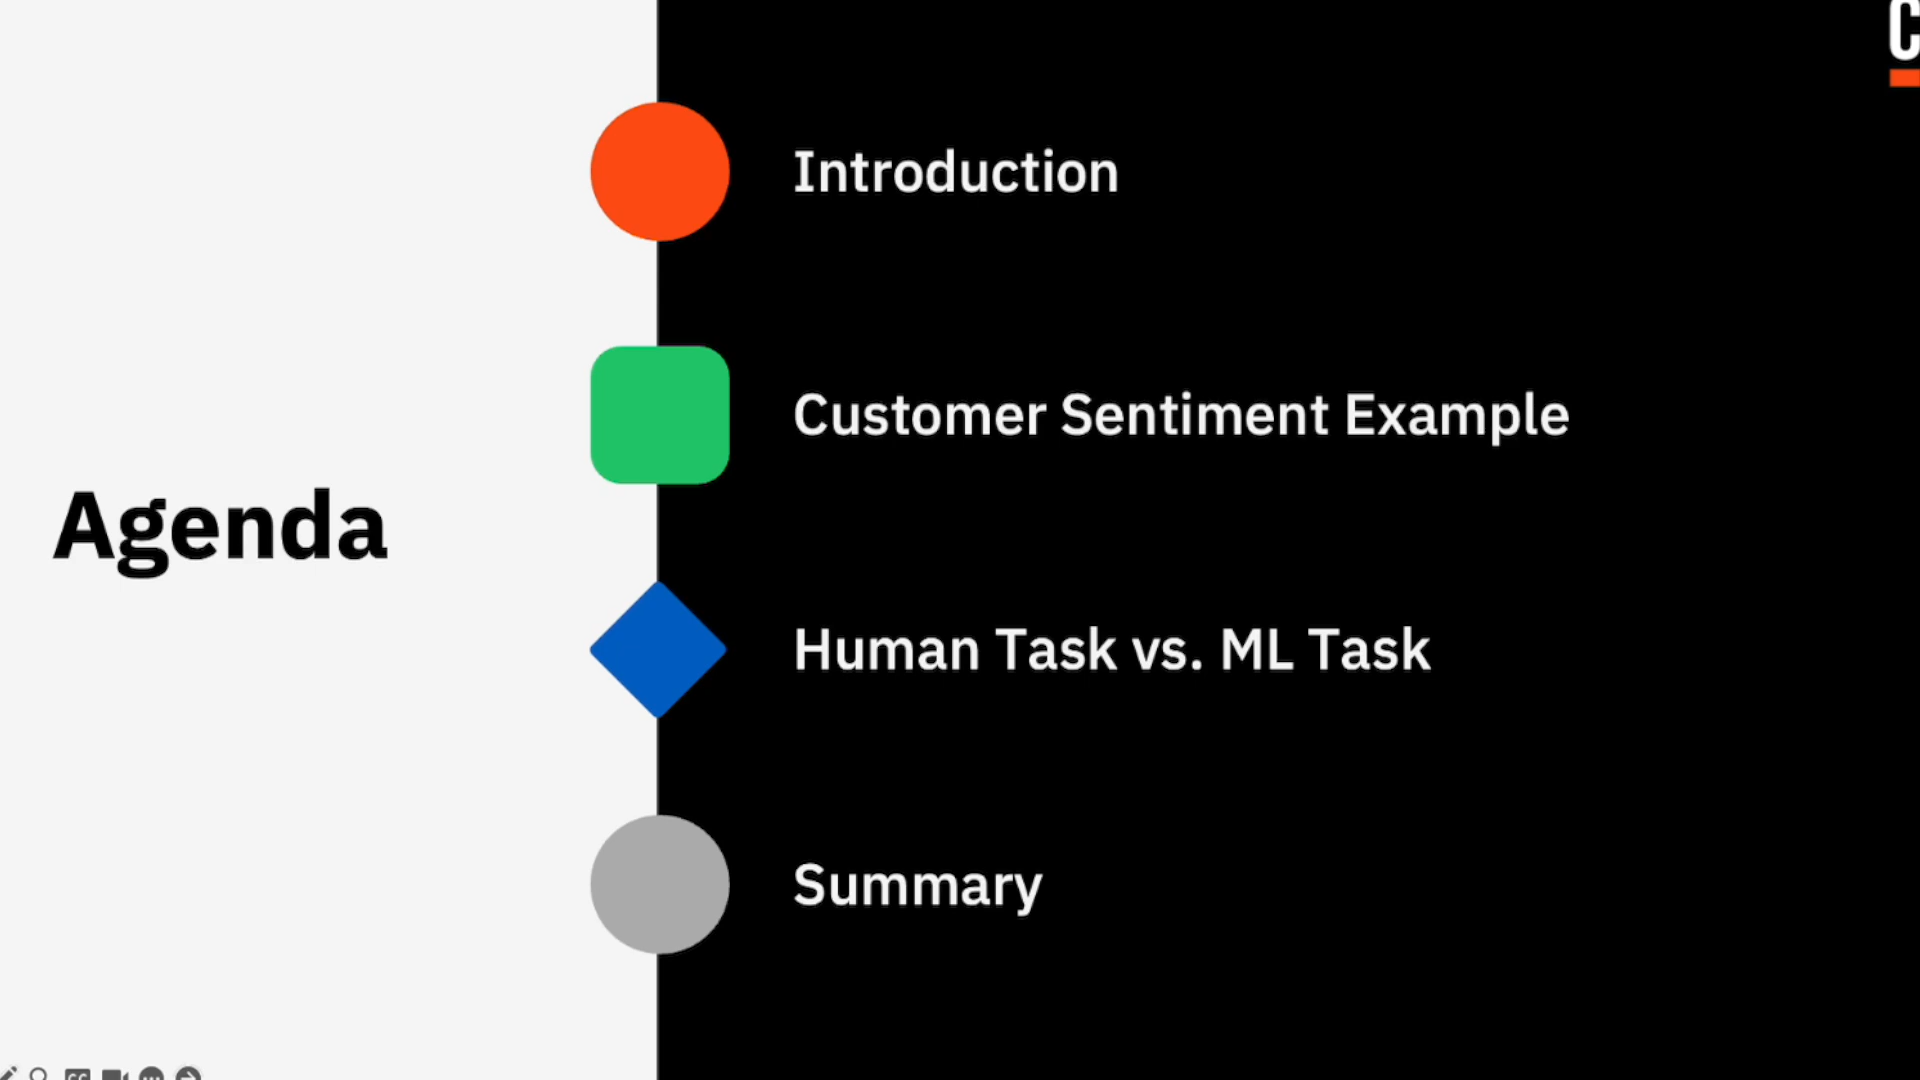 C
Introduction
Customer Sentiment Example
Agenda
Human Task vs. ML Task
Summary